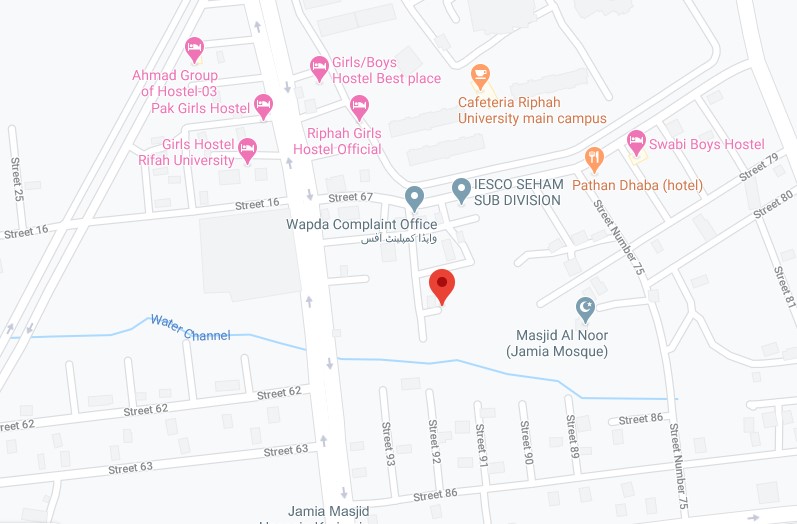 Girls/Boys
Hostel Best place
Ahmad Group
of Hostel-03
Pak Girls Hostel
Cafeteria Riphah
University main campus
Riphah Girls
Hostel Official
Girls Hostel
Rifah University
Swabi Boys Hostel
Street 25
Street 79
Pathan Dhaba (hotel)
IESCO SEHAM
SUB DIVISION
Street 67
Street 16
Street 16
Street 80
Wapda Complaint Office
واپڈا کمپلینٹ آفس
Street Number 75
Street 81
Water Channel
Masjid Al Noor
(Jamia Mosque)
Street 62
Street 62
62
Street 86
Street 93
Street 92
Street 91
Street 90
Street 89
Street 63
Street 63
Street Number 75
Street 86
Jamia Masjid